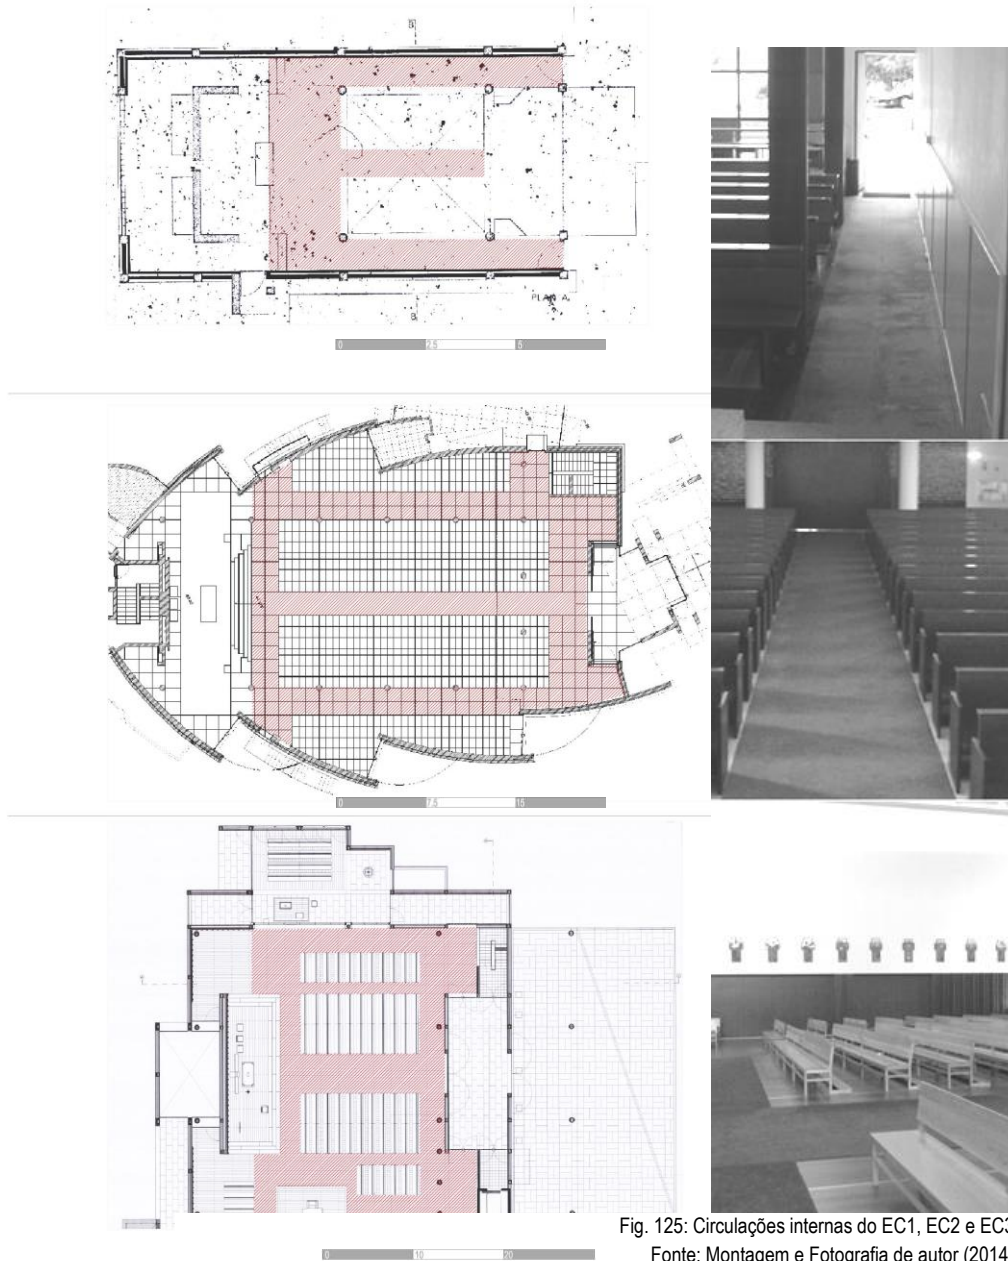 B
PLAN A.
B
0 2.5 5
0 7.5 15
0 10 20
Fig. 125: Circulações internas do EC1, EC2 e EC3
Fonte: Montagem e Fotografia de autor (2014